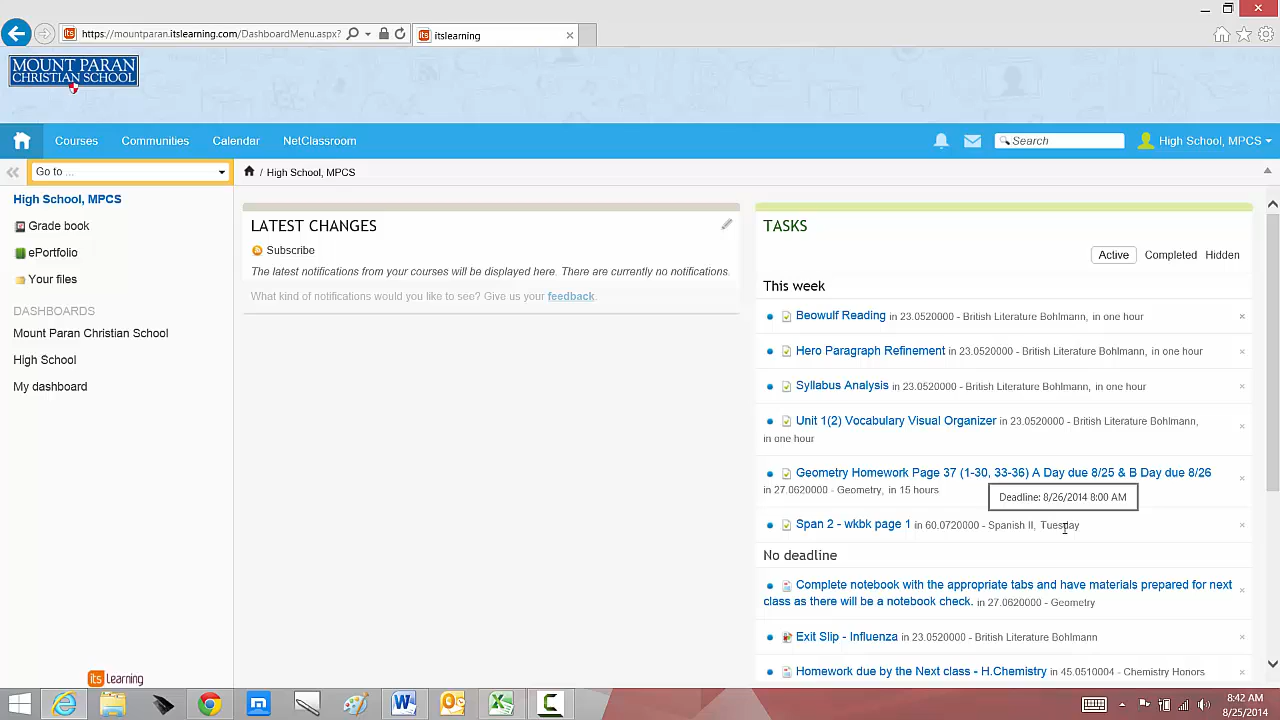 https://mountparan.itslearning.com/DashboardMenu.aspx?
itslearning
MOUNT PARAN
CHRISTIAN SCHOOL
Courses Communities Calendar NetClassroom Search High School, MPCS
Go to ... / High School, MPCS
High School, MPCS
Grade book
ePortfolio
Your files
DASHBOARDS
Mount Paran Christian School
High School
My dashboard
its Learning
LATEST CHANGES
Subscribe
The latest notifications from your courses will be displayed here. There are currently no notifications.
What kind of notifications would you like to see? Give us your feedback.
TASKS
Active Completed Hidden
This week
Beowulf Reading in 23.0520000 - British Literature Bohlmann, in one hour
Hero Paragraph Refinement in 23.0520000 - British Literature Bohlmann, in one hour
Syllabus Analysis in 23.0520000 - British Literature Bohlmann, in one hour
Unit 1(2) Vocabulary Visual Organizer in 23.0520000 - British Literature Bohlmann,
in one hour
Geometry Homework Page 37 (1-30, 33-36) A Day due 8/25 & B Day due 8/26
in 27.0620000 - Geometry, in 15 hours
Deadline: 8/26/2014 8:00 AM
Span 2 - wkbk page 1 in 60.0720000 - Spanish II, Tuesday
No deadline
Complete notebook with the appropriate tabs and have materials prepared for next
class as there will be a notebook check. in 27.0620000 - Geometry
Exit Slip - Influenza in 23.0520000 - British Literature Bohlmann
Homework due by the Next class - H.Chemistry in 45.0510004 - Chemistry Honors
8:42 AM
8/25/2014